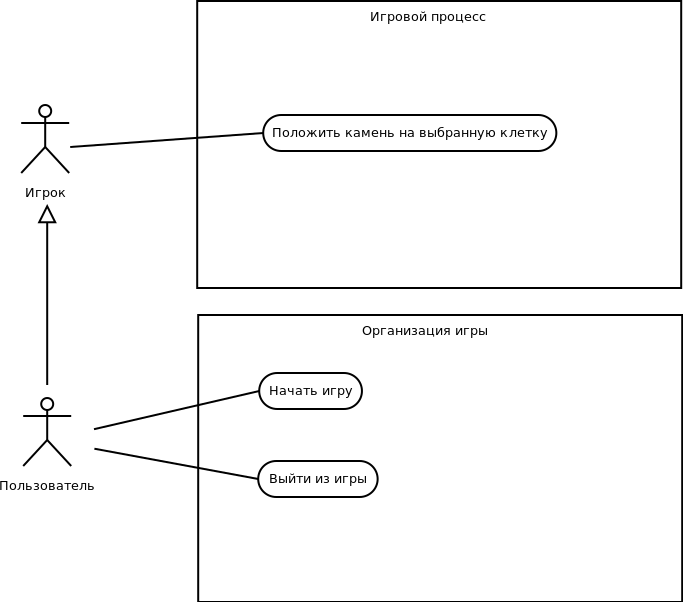 Игровой процесс
Положить камень на выбранную клетку
Игрок
Организация игры
Начать игру
Выйти из игры
Пользователь